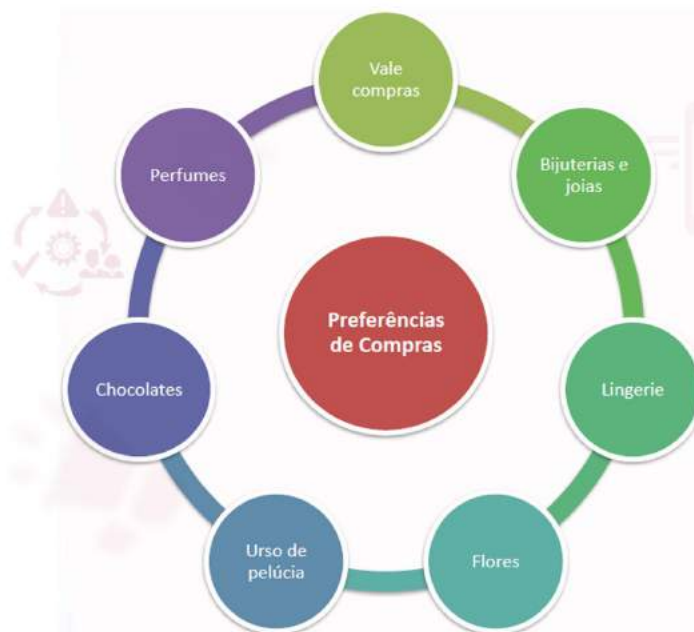 Vale
compras
Bijuterias e
joias
Lingerie
Flores
Urso de
pelúcia
Chocolates
Perfumes
Preferências
de Compras